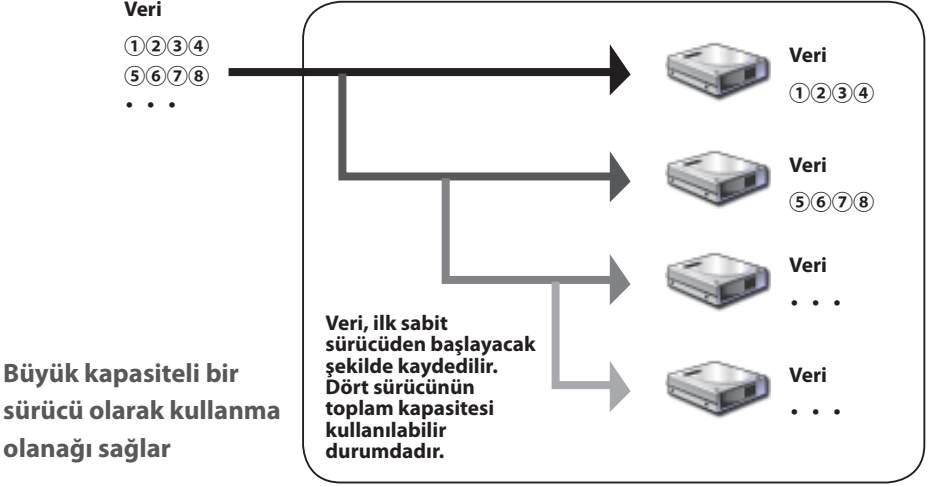 Veri
①②③④
⑤⑥⑦⑧
・・・
Veri
①②③④
Veri
⑤⑥⑦⑧
Veri
・・・
Veri
・・・
Veri, ilk sabit
sürücüden başlayacak
şekilde kaydedilir.
Dört sürücünün
toplam kapasitesi
kullanılabilir
durumdadır.
Büyük kapasiteli bir
sürücü olarak kullanma
olanağı sağlar